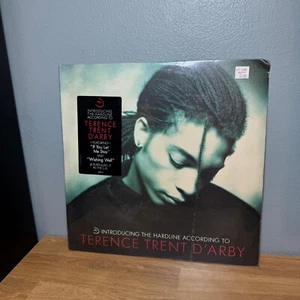 INTRODUCING
THE HARDLINE
ACCORDING TO
TERENCE
TRENT
D'ARBY
"If You Let
Me Stay"
"Wishing Well"
INTRODUCING THE HARDLINE ACCORDING TO
TERENCE TRENT D'ARBY